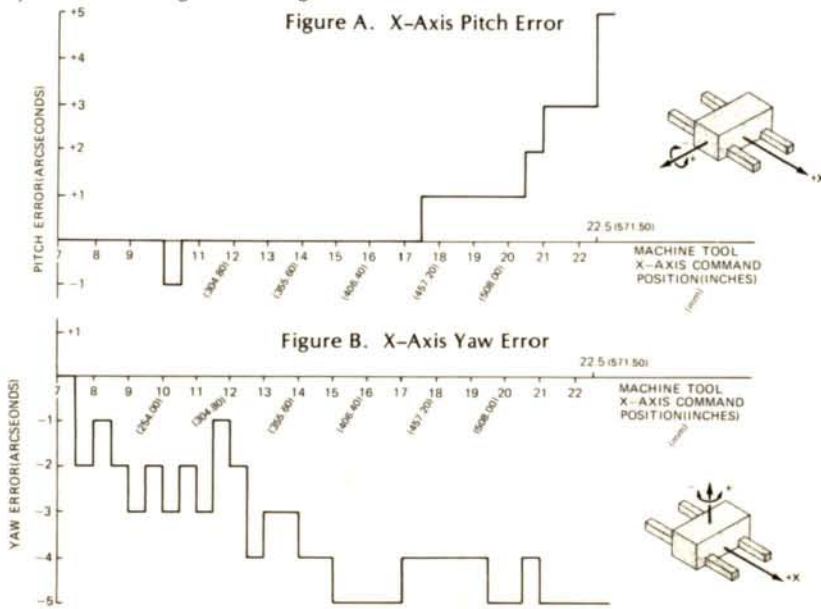 Figure A. X-Axis Pitch Error
+5
+4
+3
+2
+1
-1
PITCH ERROR(ARCSECONDS)
7 8 9 10 11 12 13 14 15 16 17 18 19 20 21 22
(304.80) (355.60) (406.40) (457.20) (508.00)
22.5 (571.50)
MACHINE TOOL
X-AXIS COMMAND
POSITION(INCHES)
(mm)
- +
+X
Figure B. X-Axis Yaw Error
+1
-1
-2
-3
-4
-5
YAW ERROR(ARCSECONDS)
7 8 9 10 11 12 13 14 15 16 17 18 19 20 21 22
(254.00) (304.80) (355.60) (406.40) (457.20) (508.00)
22.5 (571.50)
MACHINE TOOL
X-AXIS COMMAND
POSITION(INCHES)
(mm)
- +
+X